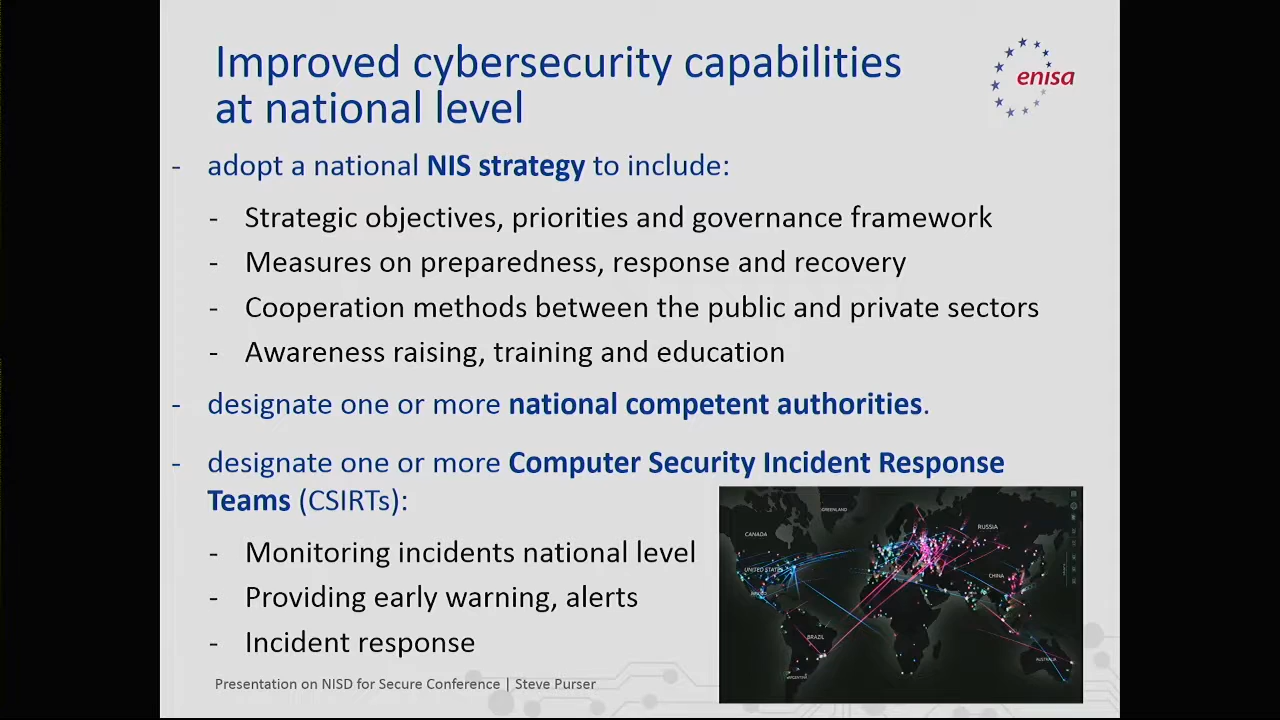 Improved cybersecurity capabilities
at national level
enisa
- adopt a national NIS strategy to include:
- Strategic objectives, priorities and governance framework
- Measures on preparedness, response and recovery
- Cooperation methods between the public and private sectors
- Awareness raising, training and education
- designate one or more national competent authorities.
- designate one or more Computer Security Incident Response
Teams (CSIRTs):
- Monitoring incidents national level
- Providing early warning, alerts
- Incident response
GREENLAND
CANADA
RUSSIA
UNITED STATES
CHINA
MEXICO
BRAZIL
AUSTRALIA
ARGENTINA
Presentation on NISD for Secure Conference | Steve Purser